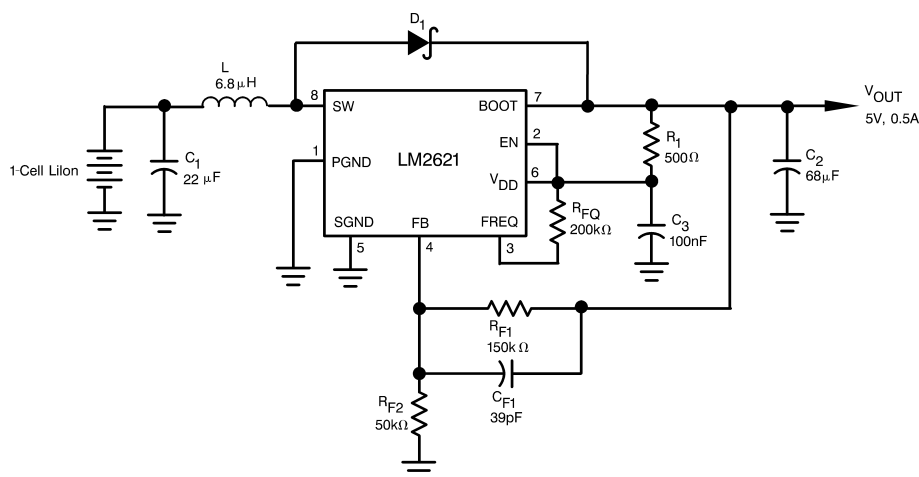 D1
L
6.8μH
8
SW
BOOT
7
VOUT
5V, 0.5A
EN
2
R1
500Ω
1-Cell LiIon
C1
22 μF
1
PGND
LM2621
VDD
6
C2
68μF
RFQ
200kΩ
C3
100nF
SGND
FB
FREQ
5
4
3
RF1
150k Ω
CF1
39pF
RF2
50kΩ